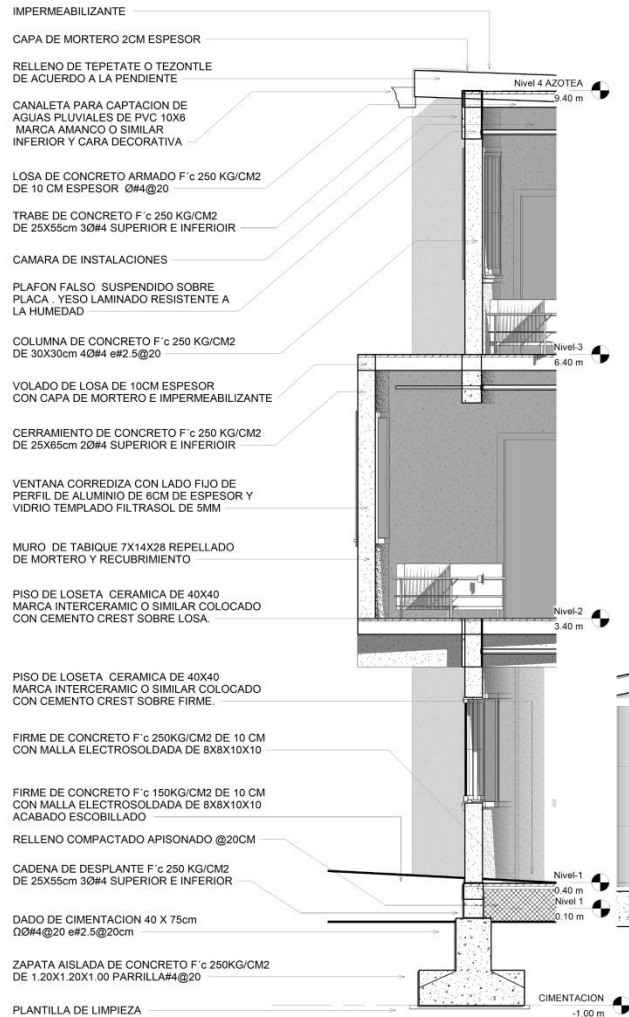 IMPERMEABILIZANTE
CAPA DE MORTERO 2CM ESPESOR
RELLENO DE TEPETATE O TEZONTLE
DE ACUERDO A LA PENDIENTE
CANALETA PARA CAPTACION DE
AGUAS PLUVIALES DE PVC 10X6
MARCA AMANCO O SIMILAR
INFERIOR Y CARA DECORATIVA
LOSA DE CONCRETO ARMADO F´c 250 KG/CM2
DE 10 CM ESPESOR Ø#4@20
TRABE DE CONCRETO F´c 250 KG/CM2
DE 25X55cm 3Ø#4 SUPERIOR E INFERIOIR
CAMARA DE INSTALACIONES
PLAFON FALSO SUSPENDIDO SOBRE
PLACA . YESO LAMINADO RESISTENTE A
LA HUMEDAD
COLUMNA DE CONCRETO F´c 250 KG/CM2
DE 30X30cm 4Ø#4 e#2.5@20
VOLADO DE LOSA DE 10CM ESPESOR
CON CAPA DE MORTERO E IMPERMEABILIZANTE
CERRAMIENTO DE CONCRETO F´c 250 KG/CM2
DE 25X65cm 2Ø#4 SUPERIOR E INFERIOIR
VENTANA CORREDIZA CON LADO FIJO DE
PERFIL DE ALUMINIO DE 6CM DE ESPESOR Y
VIDRIO TEMPLADO FILTRASOL DE 5MM
MURO DE TABIQUE 7X14X28 REPELLADO
DE MORTERO Y RECUBRIMIENTO
PISO DE LOSETA CERAMICA DE 40X40
MARCA INTERCERAMIC O SIMILAR COLOCADO
CON CEMENTO CREST SOBRE LOSA.
PISO DE LOSETA CERAMICA DE 40X40
MARCA INTERCERAMIC O SIMILAR COLOCADO
CON CEMENTO CREST SOBRE FIRME.
FIRME DE CONCRETO F´c 250KG/CM2 DE 10 CM
CON MALLA ELECTROSOLDADA DE 8X8X10X10
FIRME DE CONCRETO F´c 150KG/CM2 DE 10 CM
CON MALLA ELECTROSOLDADA DE 8X8X10X10
ACABADO ESCOBILLADO
RELLENO COMPACTADO APISONADO @20CM
CADENA DE DESPLANTE F´c 250 KG/CM2
DE 25X55cm 3Ø#4 SUPERIOR E INFERIOR
DADO DE CIMENTACION 40 X 75cm
ΩØ#4@20 e#2.5@20cm
ZAPATA AISLADA DE CONCRETO F´c 250KG/CM2
DE 1.20X1.20X1.00 PARRILLA#4@20
PLANTILLA DE LIMPIEZA
Nivel 4 AZOTEA
9.40 m
Nivel-3
6.40 m
Nivel-2
3.40 m
Nivel-1
0.40 m
Nivel 1
0.10 m
CIMENTACION
-1.00 m